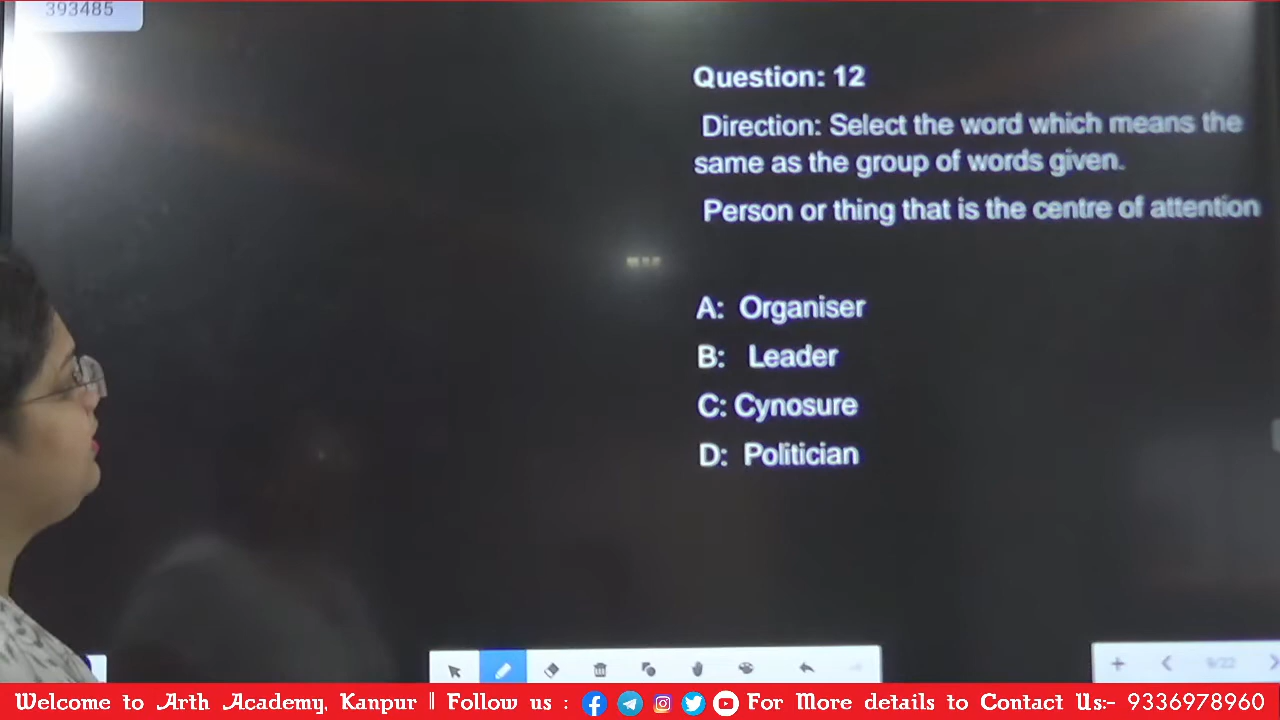 393485
Question: 12
Direction: Select the word which means the
same as the group of words given.
Person or thing that is the centre of attention
A: Organiser
B: Leader
C: Cynosure
D: Politician
9/22
Welcome to Arth Academy, Kanpur || Follow us : For More details to Contact Us:- 9336978960